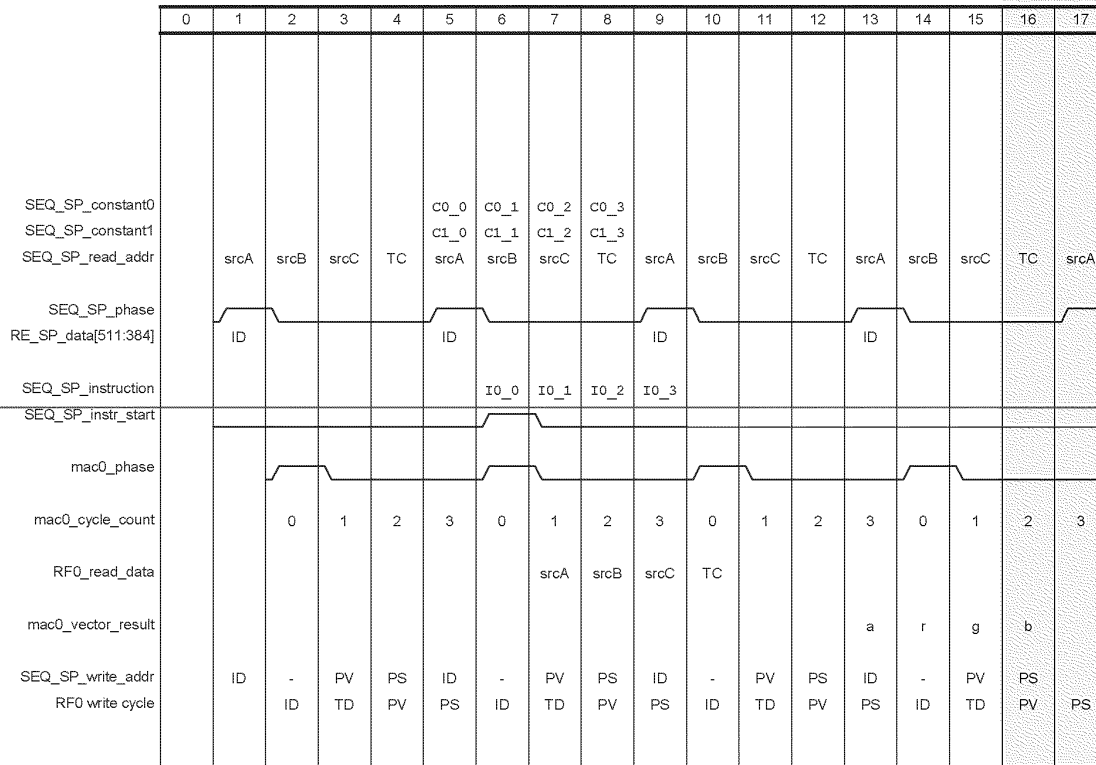 0 1 2 3 4 5 6 7 8 9 10 11 12 13 14 15 16 17
SEQ_SP_constant0 C0_0 C0_1 C0_2 C0_3
SEQ_SP_constant1 C1_0 C1_1 C1_2 C1_3
SEQ_SP_read_addr srcA srcB srcC TC srcA srcB srcC TC srcA srcB srcC TC srcA srcB srcC TC srcA
SEQ_SP_phase
RE_SP_data[511:384] ID ID ID ID
SEQ_SP_instruction I0_0 I0_1 I0_2 I0_3
SEQ_SP_instr_start
mac0_phase
mac0_cycle_count 0 1 2 3 0 1 2 3 0 1 2 3 0 1 2 3
RF0_read_data srcA srcB srcC TC
mac0_vector_result a r g b
SEQ_SP_write_addr ID - PV PS ID - PV PS ID - PV PS ID - PV PS
RF0 write cycle ID TD PV PS ID TD PV PS ID TD PV PS ID TD PV PS